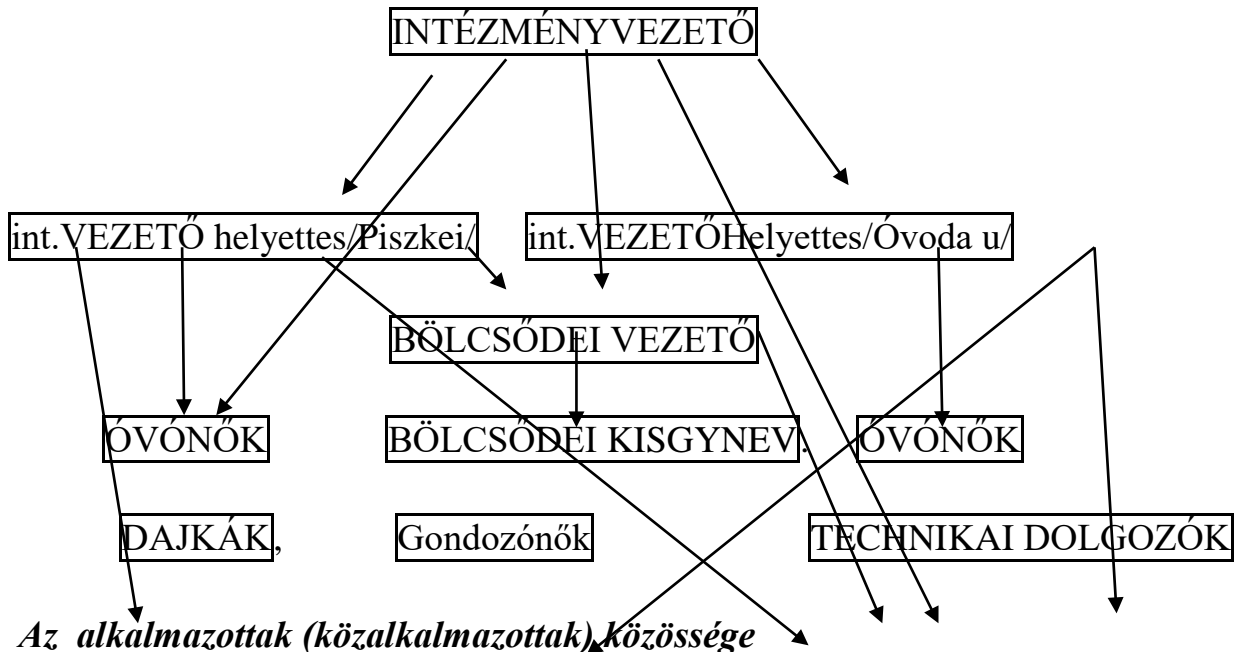 INTÉZMÉNYVEZETŐ
int.VEZETŐ helyettes/Piszkei/ int.VEZETŐHelyettes/Óvoda u/
BÖLCSŐDEI VEZETŐ
ÓVÓNŐK BÖLCSŐDEI KISGYNEV. ÓVÓNŐK
DAJKÁK, Gondozónők TECHNIKAI DOLGOZÓK
Az alkalmazottak (közalkalmazottak) közössége